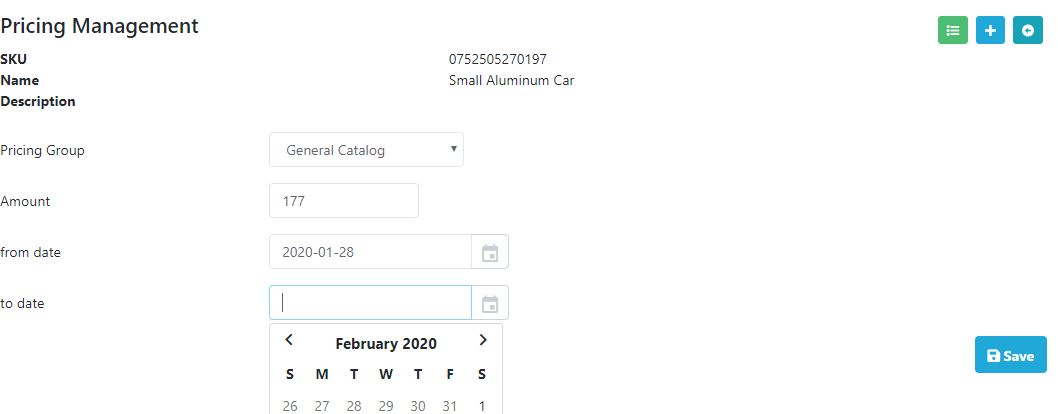 Pricing Management
SKU 0752505270197
Name Small Aluminum Car
Description
Pricing Group General Catalog
Amount 177
from date 2020-01-28
to date
February 2020
Save
S M T W T F S
26 27 28 29 30 31 1